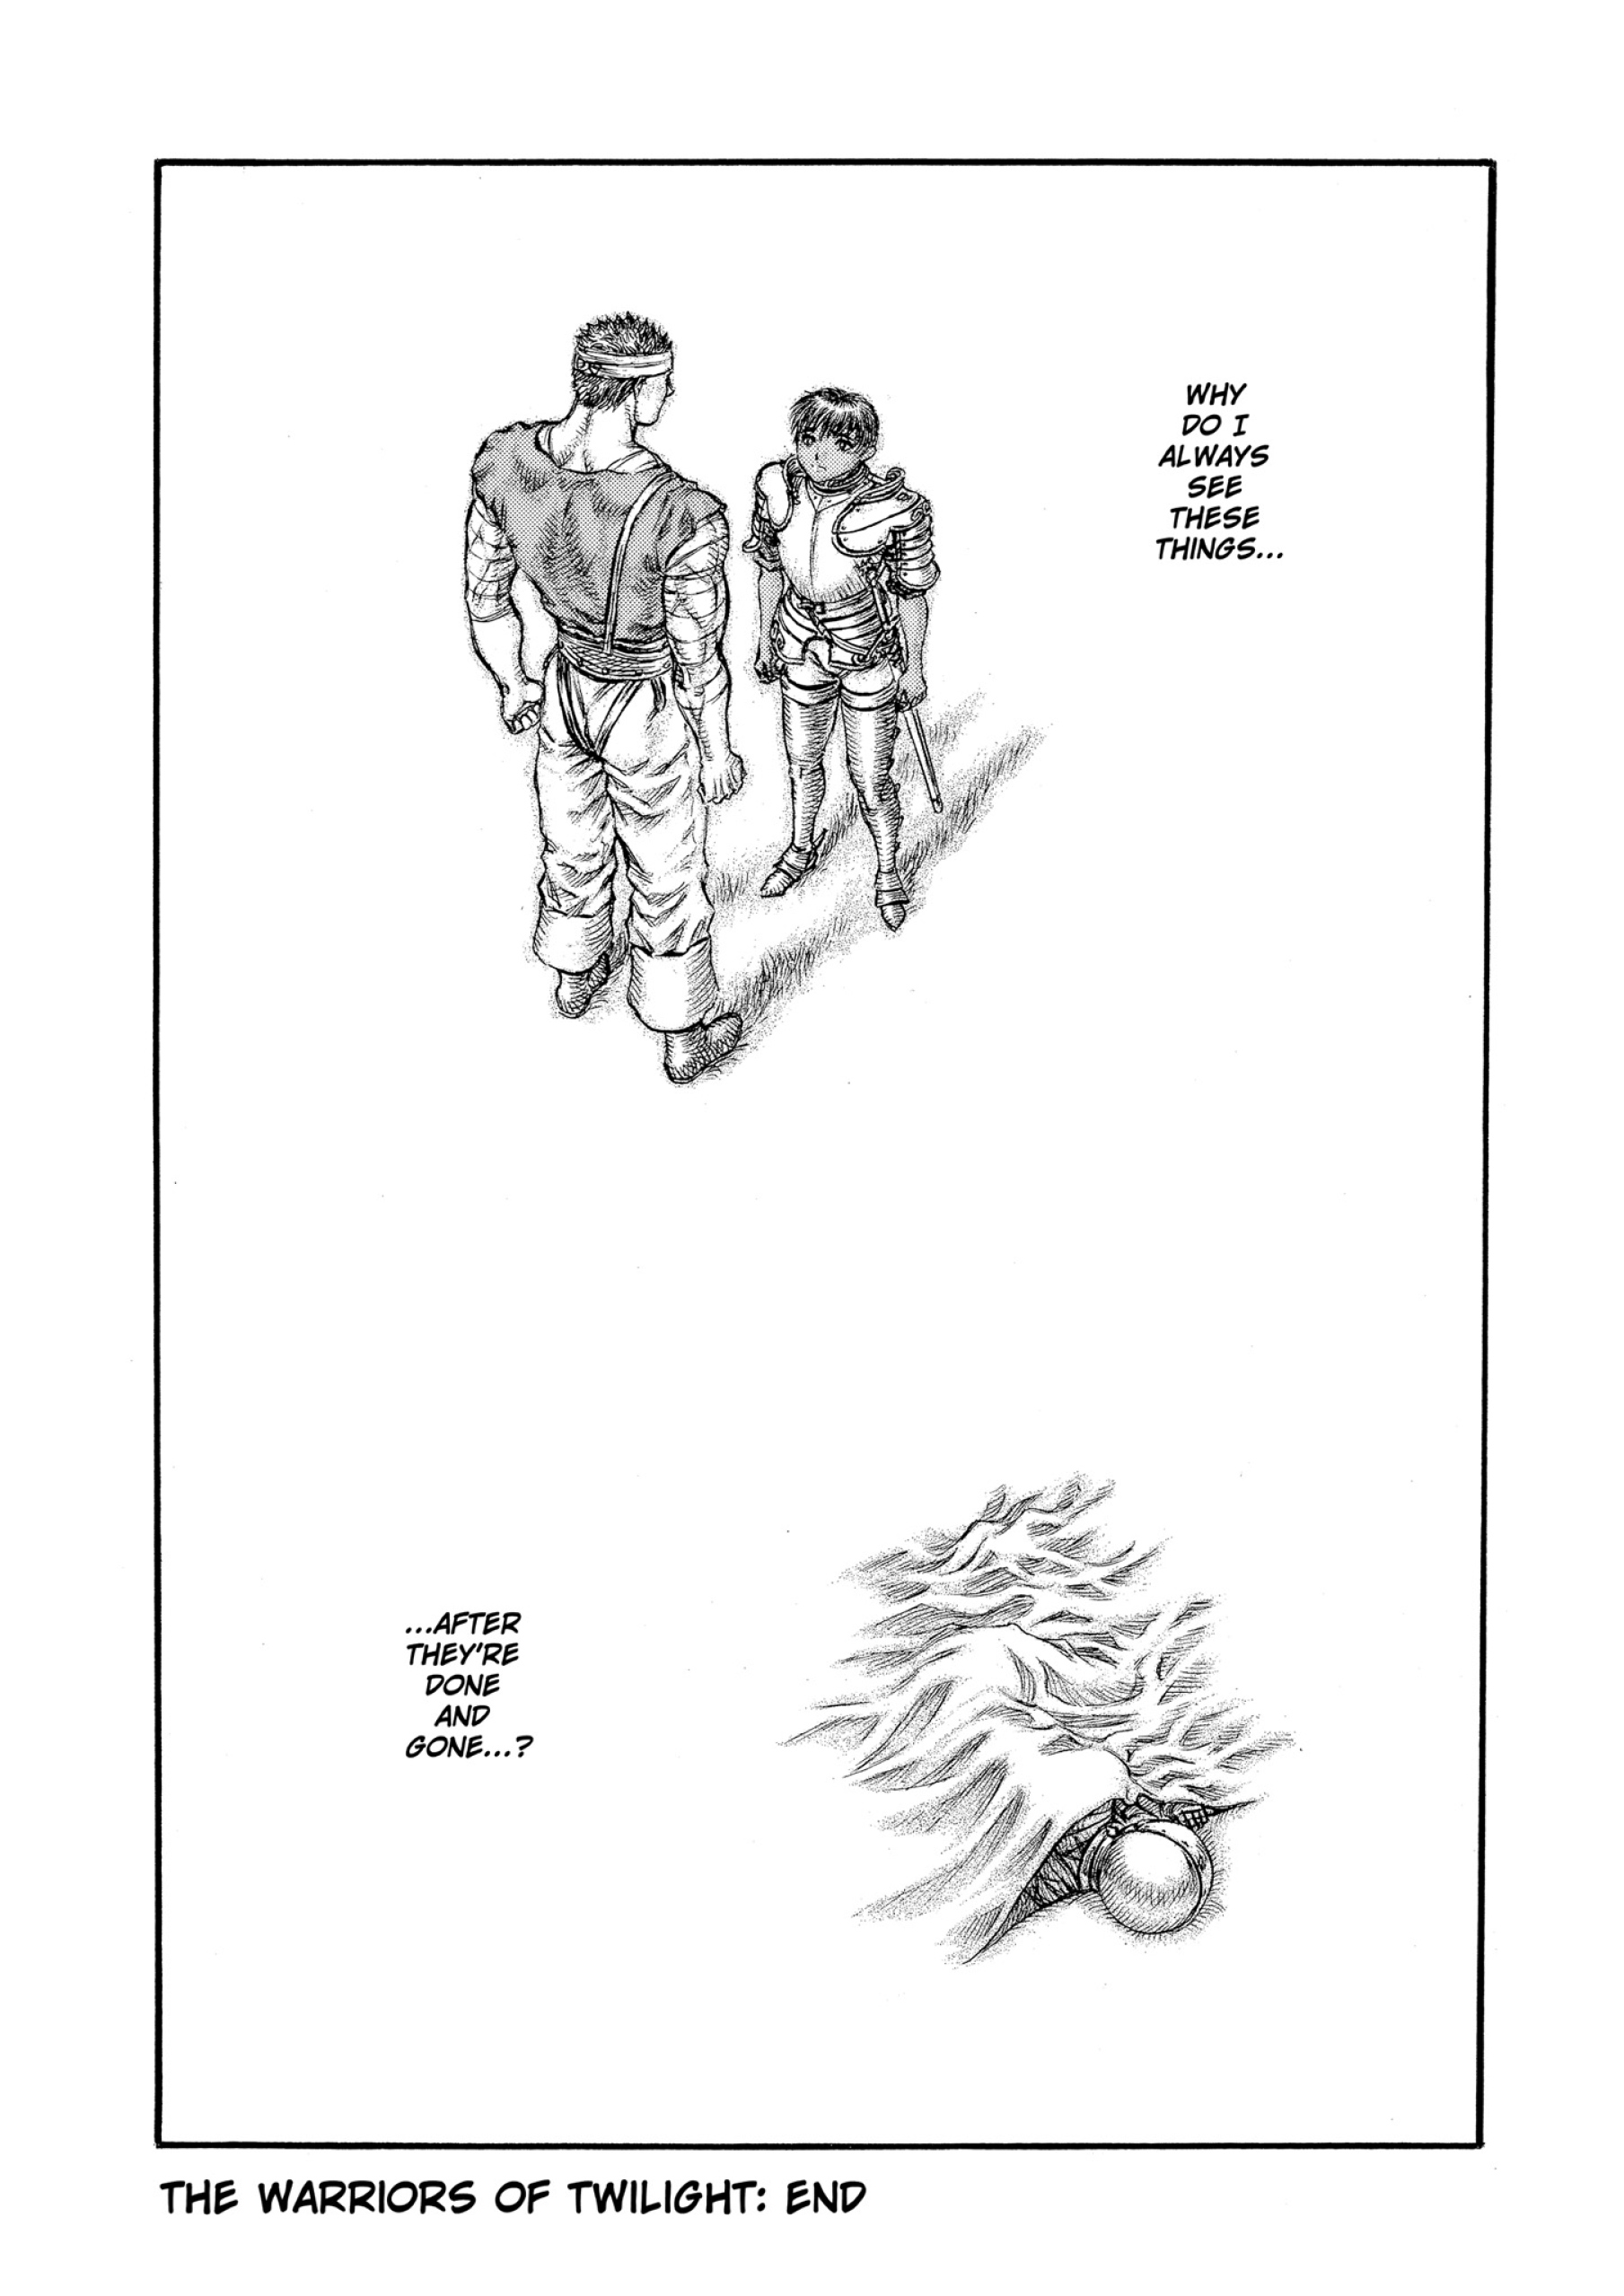 WHY
DO I
ALWAYS
SEE
THESE
THINGS...
...AFTER
THEY'RE
DONE
AND
GONE...?
THE WARRIORS OF TWILIGHT: END